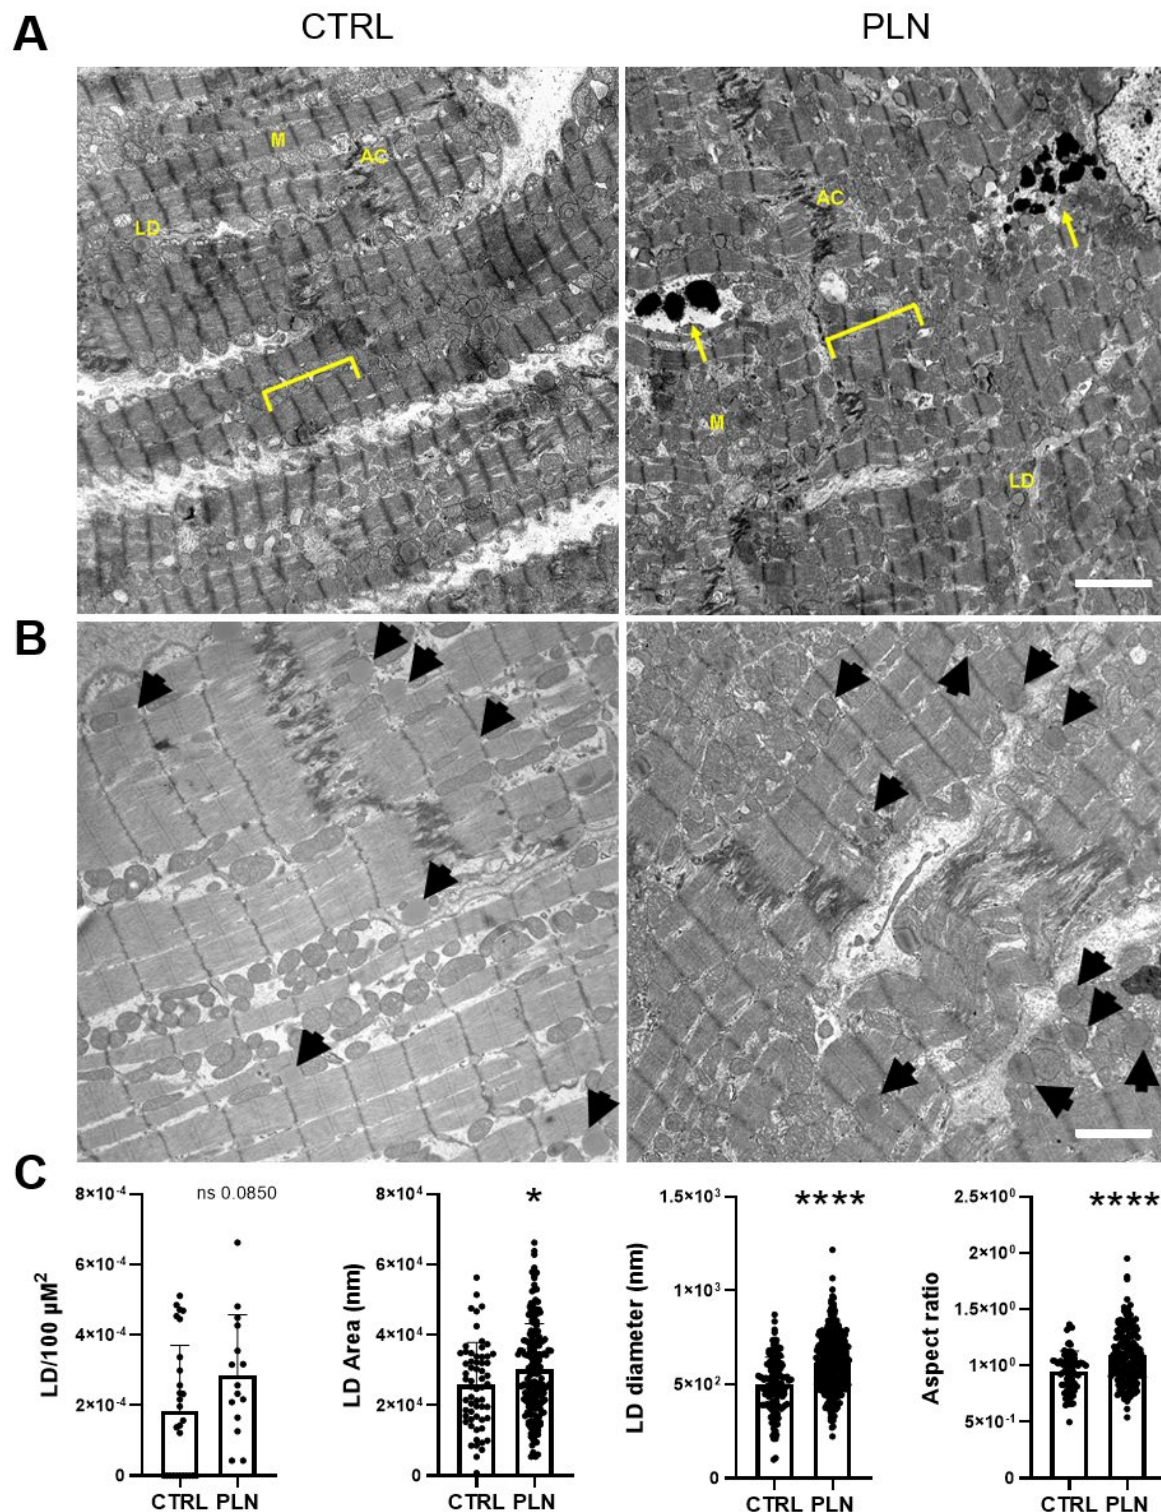 A
CTRL
PLN
M
AC
LD
AC
M
LD
B
C
LD/100 µM²
8×10⁻⁴
6×10⁻⁴
4×10⁻⁴
2×10⁻⁴
0
ns 0.0850
CTRL PLN
LD Area (nm)
8×10⁴
6×10⁴
4×10⁴
2×10⁴
0
*
CTRL PLN
LD diameter (nm)
1.5×10³
1×10³
5×10²
0
****
CTRL PLN
Aspect ratio
2.5×10⁰
2×10⁰
1.5×10⁰
1×10⁰
5×10⁻¹
0
****
CTRL PLN